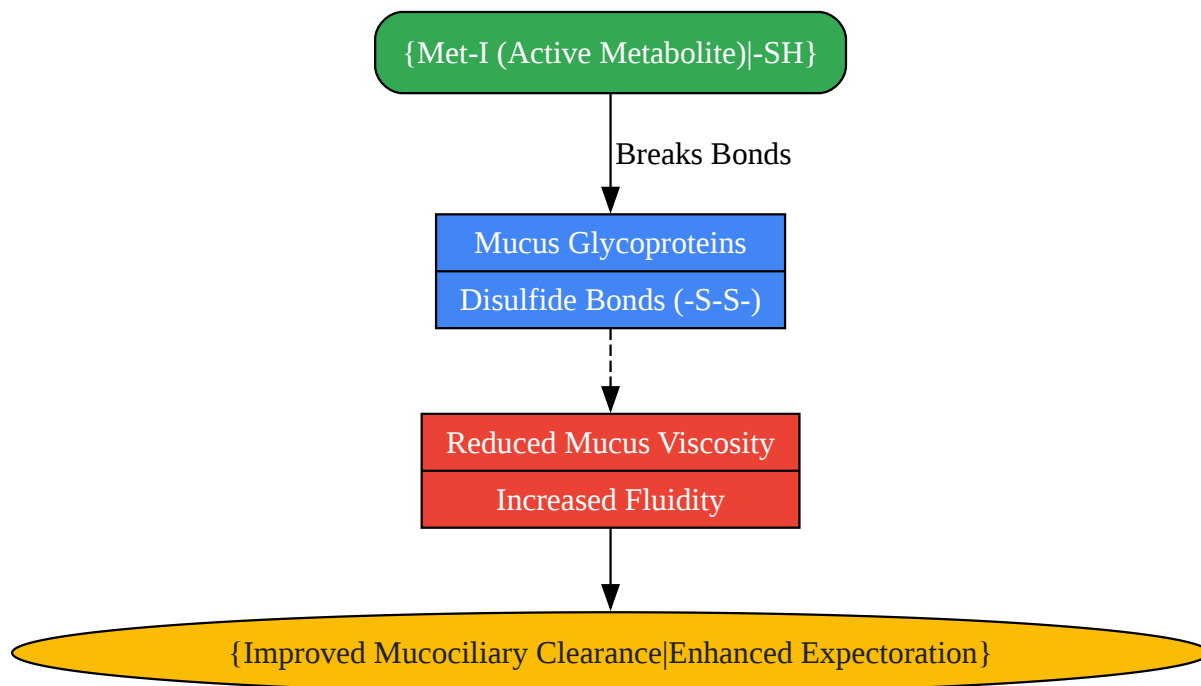 {Met-I (Active Metabolite)|-SH}
Breaks Bonds
Mucus Glycoproteins
Disulfide Bonds (-S-S-)
Reduced Mucus Viscosity
Increased Fluidity
{Improved Mucociliary Clearance|Enhanced Expectoration}